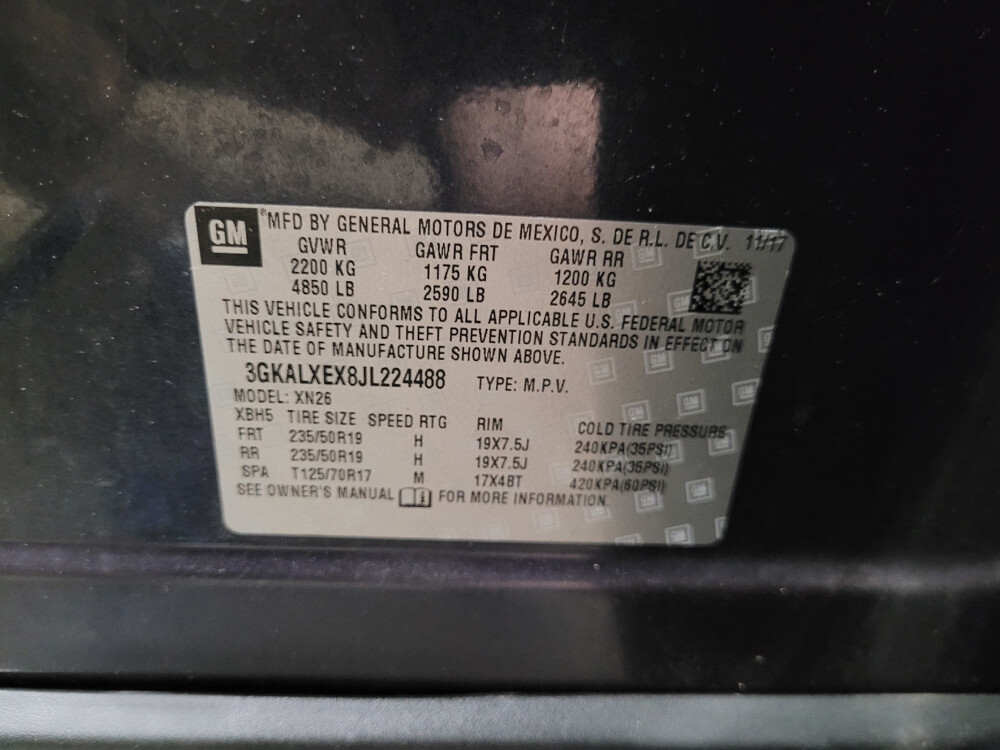 GM
®MFD BY GENERAL MOTORS DE MEXICO, S. DE R.L. DE C.V. 11/17
GVWR GAWR FRT GAWR RR
2200 KG 1175 KG 1200 KG
4850 LB 2590 LB 2645 LB
THIS VEHICLE CONFORMS TO ALL APPLICABLE U.S. FEDERAL MOTOR
VEHICLE SAFETY AND THEFT PREVENTION STANDARDS IN EFFECT ON
THE DATE OF MANUFACTURE SHOWN ABOVE.
3GKALXEX8JL224488 TYPE: M.P.V.
MODEL: XN26
XBH5 TIRE SIZE SPEED RTG RIM COLD TIRE PRESSURE
FRT 235/50R19 H 19X7.5J 240KPA(35PSI)
RR 235/50R19 H 19X7.5J 240KPA(35PSI)
SPA T125/70R17 M 17X4BT 420KPA(60PSI)
SEE OWNER'S MANUAL i FOR MORE INFORMATION.